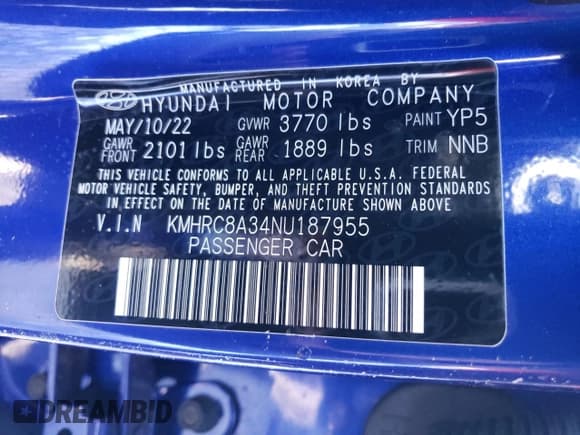 MANUFACTURED IN KOREA BY
HYUNDAI MOTOR COMPANY
MAY/10/22 GVWR 3770 lbs PAINT YP5
GAWR FRONT 2101 lbs GAWR REAR 1889 lbs TRIM NNB
THIS VEHICLE CONFORMS TO ALL APPLICABLE U.S.A. FEDERAL
MOTOR VEHICLE SAFETY, BUMPER, AND THEFT PREVENTION STANDARDS
IN EFFECT ON THE DATE OF MANUFACTURE SHOWN ABOVE.
V.I.N KMHRC8A34NU187955
PASSENGER CAR
DREAMBID